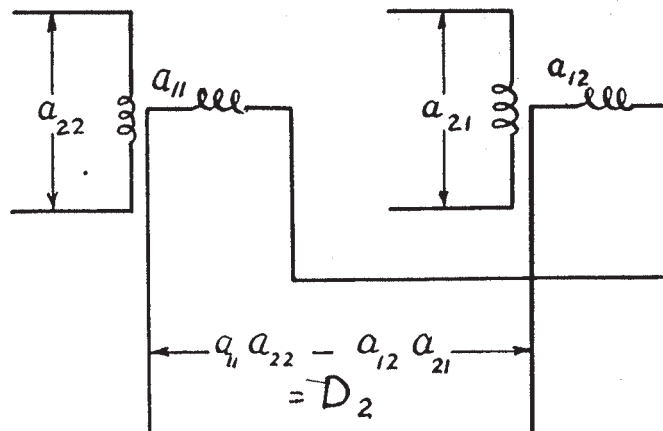 a₂₂
a₁₁
a₂₁
a₁₂
a₁₁ a₂₂ – a₁₂ a₂₁
= D₂